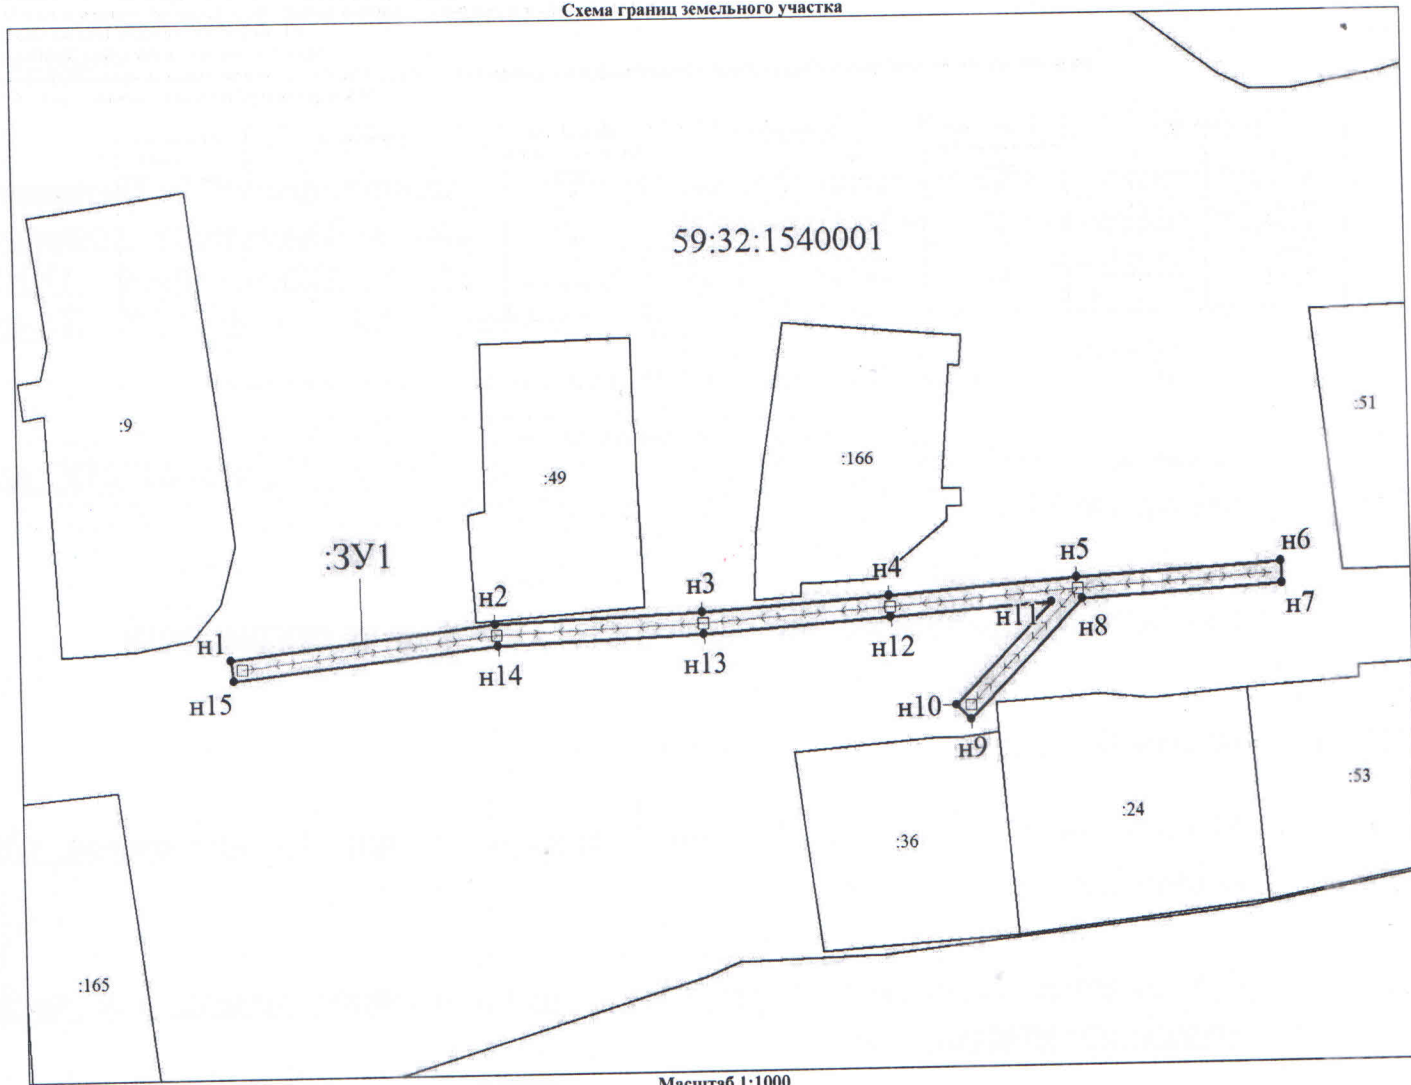 Схема границ земельного участка
59:32:1540001
:51
:9
:166
:49
:ЗУ1
н6
н5
н4
н3
н7
н2
н11
н8
н12
н1
н13
н14
н15
н10
н9
:53
:24
:36
:165
Масштаб 1:1000